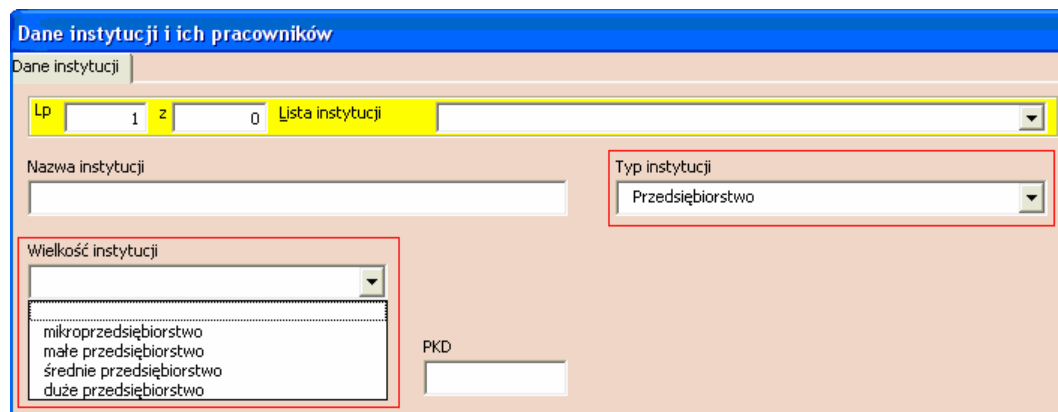 Dane instytucji i ich pracowników
Dane instytucji
Lp 1 z 0 Lista instytucji
Nazwa instytucji
Typ instytucji
Przedsiębiorstwo
Wielkość instytucji
mikroprzedsiębiorstwo
małe przedsiębiorstwo
średnie przedsiębiorstwo
duże przedsiębiorstwo
PKD